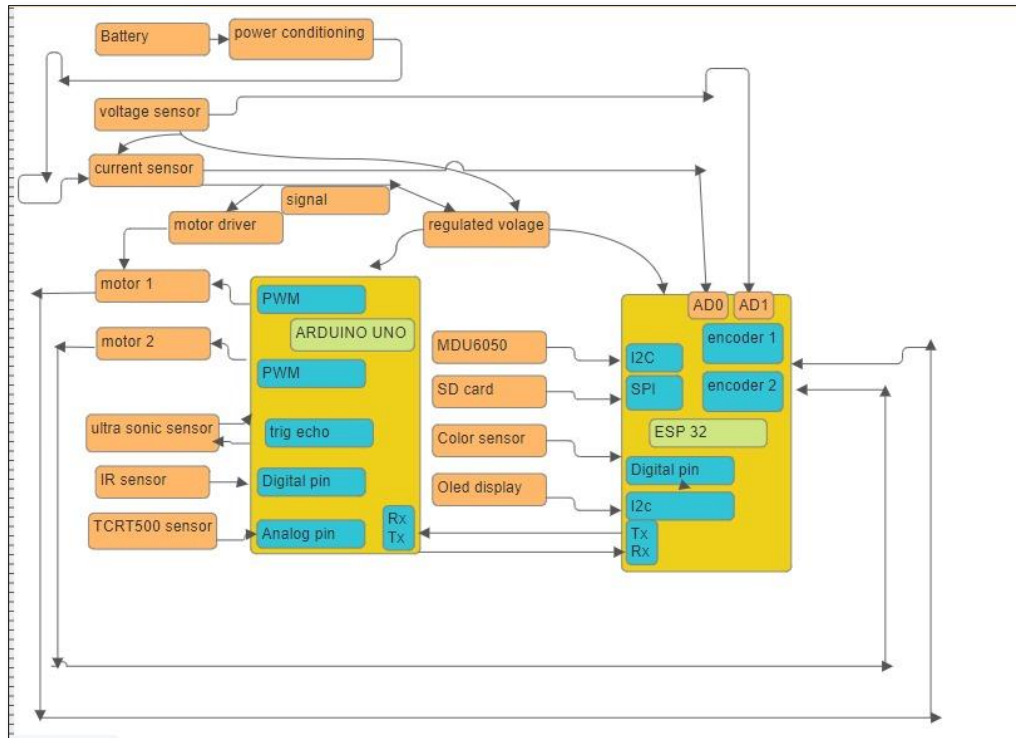 Battery
power conditioning
voltage sensor
current sensor
signal
motor driver
regulated volage
motor 1
motor 2
PWM
ARDUINO UNO
PWM
ultra sonic sensor
trig echo
IR sensor
Digital pin
TCRT500 sensor
Analog pin
Rx
Tx
MDU6050
SD card
Color sensor
Oled display
AD0
AD1
encoder 1
I2C
encoder 2
SPI
ESP 32
Digital pin
I2c
Tx
Rx